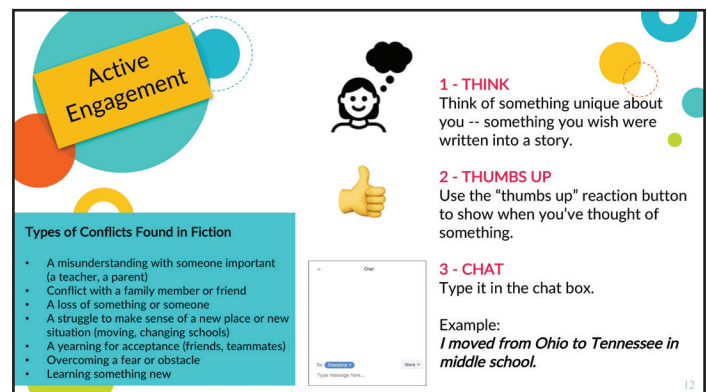 Active
Engagement
1 - THINK
Think of something unique about
you -- something you wish were
written into a story.
2 - THUMBS UP
Use the “thumbs up” reaction button
to show when you’ve thought of
something.
3 - CHAT
Type it in the chat box.
Example:
I moved from Ohio to Tennessee in
middle school.
Types of Conflicts Found in Fiction
• A misunderstanding with someone important
(a teacher, a parent)
• Conflict with a family member or friend
• A loss of something or someone
• A struggle to make sense of a new place or new
situation (moving, changing schools)
• A yearning for acceptance (friends, teammates)
• Overcoming a fear or obstacle
• Learning something new
Chat
To: Everyone More
Type message here...
12